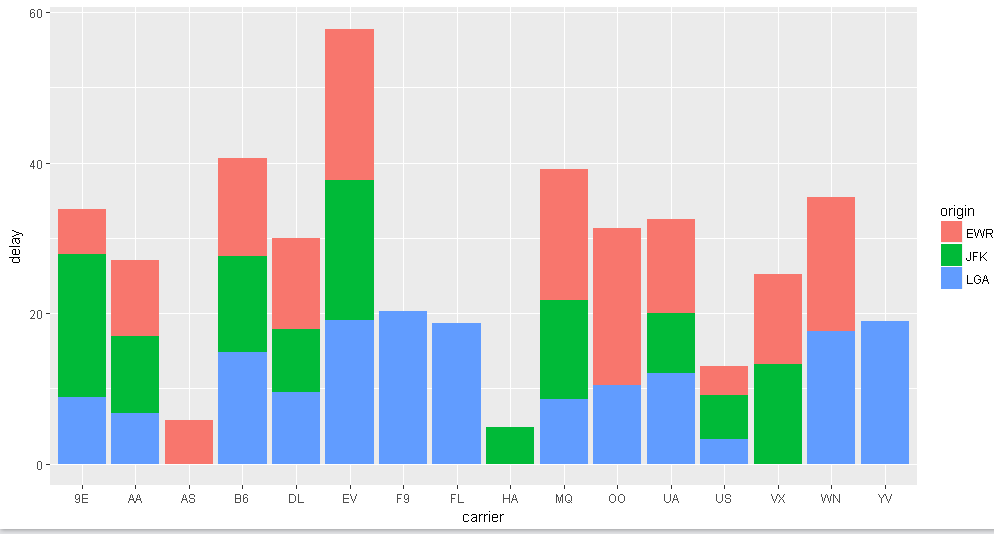 60
40
20
0
delay
9E AA AS B6 DL EV F9 FL HA MQ OO UA US VX WN YV
carrier
origin
EWR
JFK
LGA